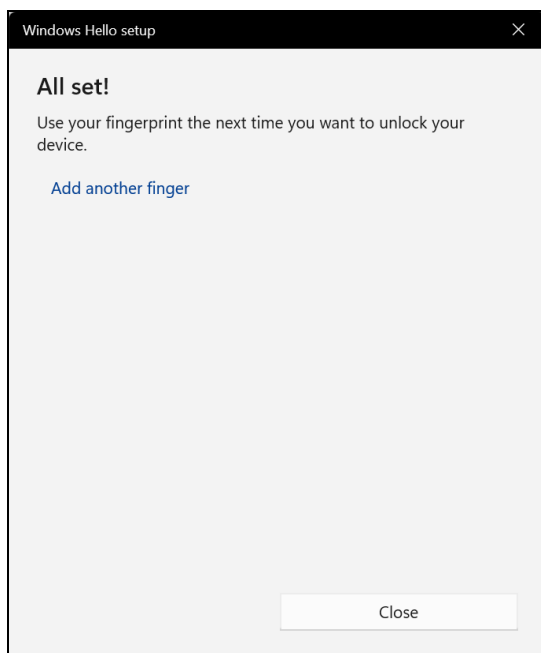 Windows Hello setup
All set!
Use your fingerprint the next time you want to unlock your
device.
Add another finger
Close